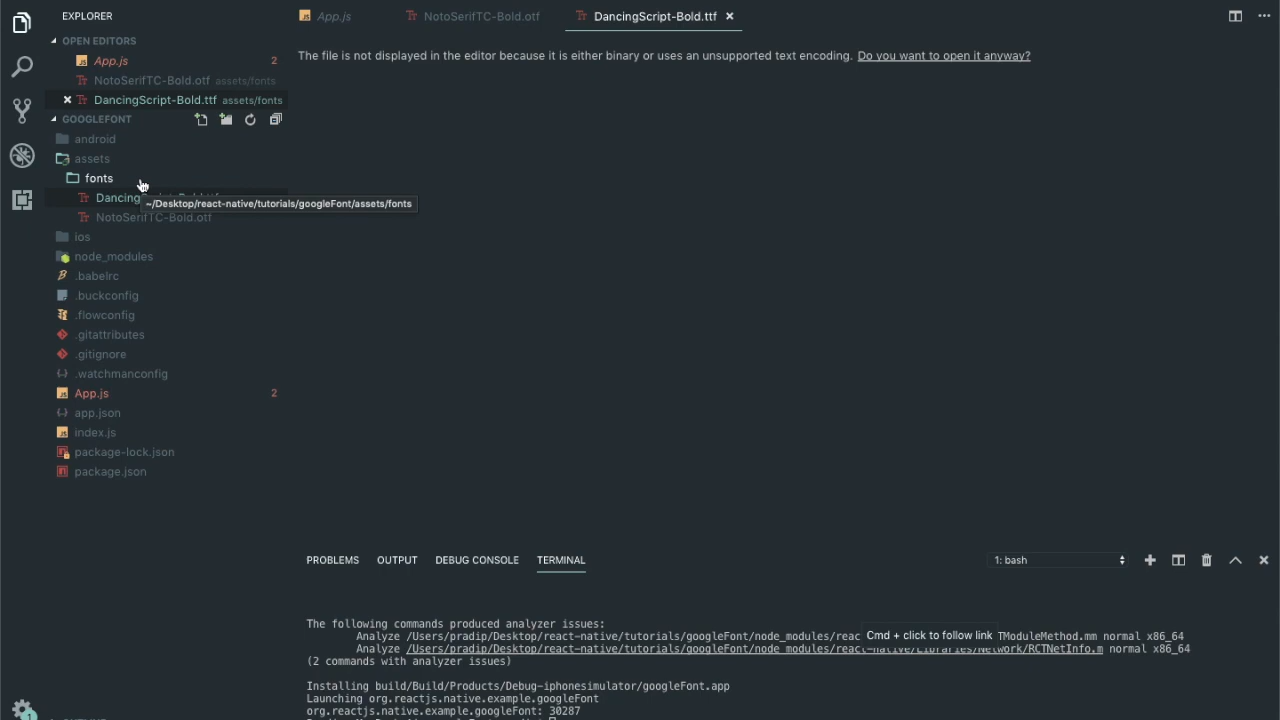 EXPLORER
App.js
NotoSerifTC-Bold.otf
DancingScript-Bold.ttf
OPEN EDITORS
App.js 2
NotoSerifTC-Bold.otf assets/fonts
DancingScript-Bold.ttf assets/fonts
The file is not displayed in the editor because it is either binary or uses an unsupported text encoding. Do you want to open it anyway?
GOOGLEFONT
android
assets
fonts
~/Desktop/react-native/tutorials/googleFont/assets/fonts
NotoSerifTC-Bold.otf
ios
node_modules
.babelrc
.buckconfig
.flowconfig
.gitattributes
.gitignore
.watchmanconfig
App.js 2
app.json
index.js
package-lock.json
package.json
PROBLEMS OUTPUT DEBUG CONSOLE TERMINAL
1: bash
The following commands produced analyzer issues:
Analyze /Users/pradip/Desktop/react-native/tutorials/googleFont/node_modules/reac TModuleMethod.mm normal x86_64
Cmd + click to follow link
Analyze /Users/pradip/Desktop/react-native/tutorials/googleFont/node_modules/react-native/Libraries/Network/RCTNetInfo.m normal x86_64
(2 commands with analyzer issues)
Installing build/Build/Products/Debug-iphonesimulator/googleFont.app
Launching org.reactjs.native.example.googleFont
org.reactjs.native.example.googleFont: 30287
1